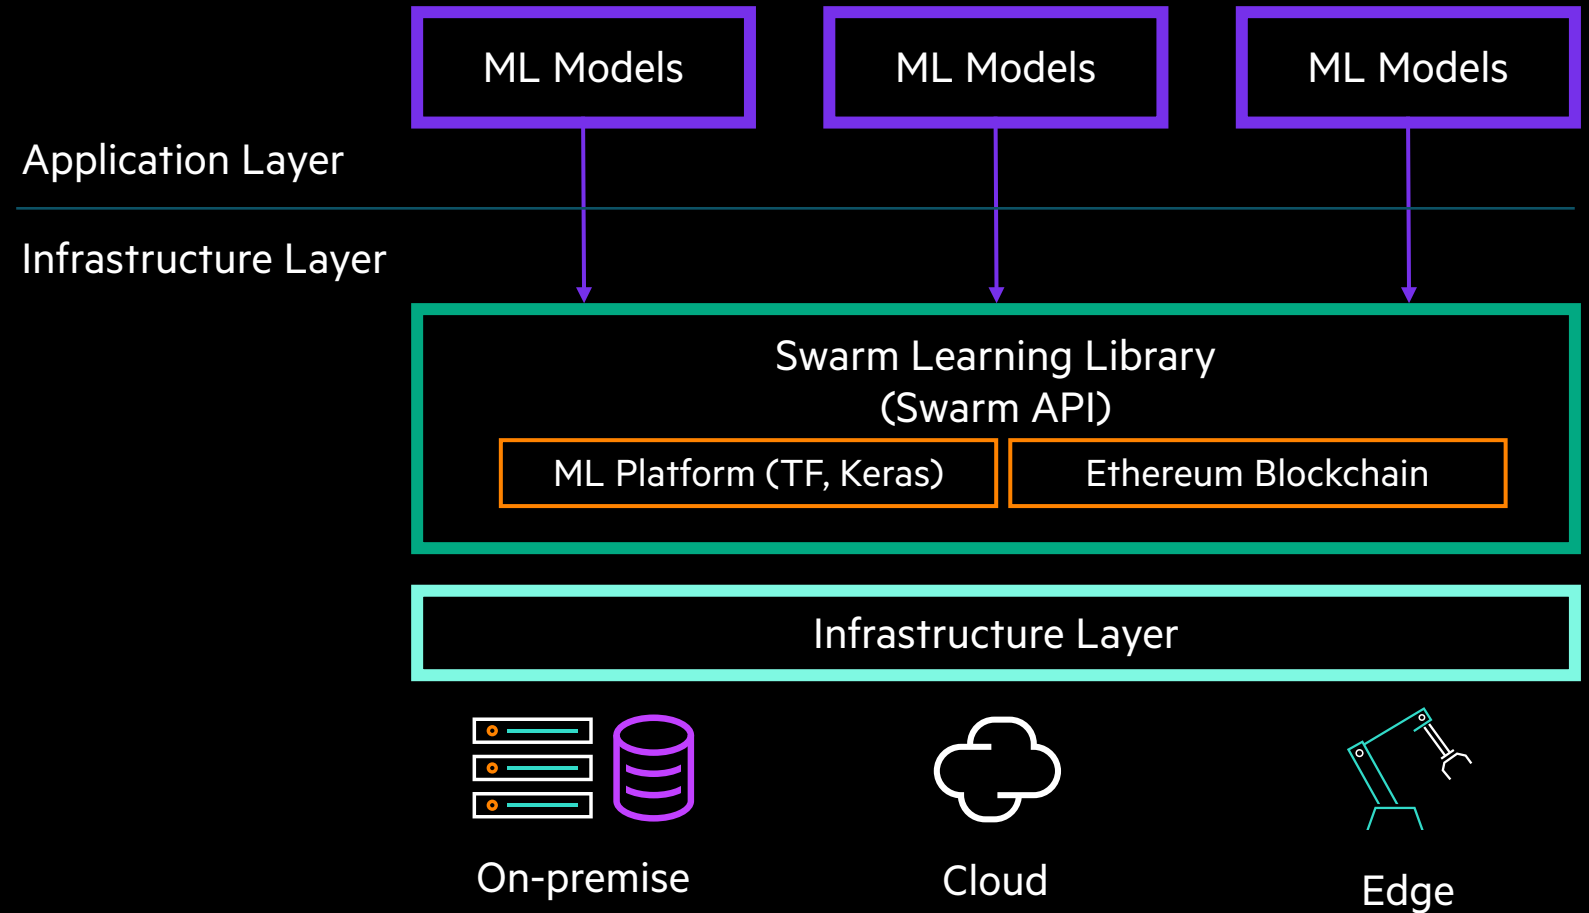 ML Models
ML Models
ML Models
Application Layer
Infrastructure Layer
Swarm Learning Library
(Swarm API)
ML Platform (TF, Keras)
Ethereum Blockchain
Infrastructure Layer
On-premise
Cloud
Edge